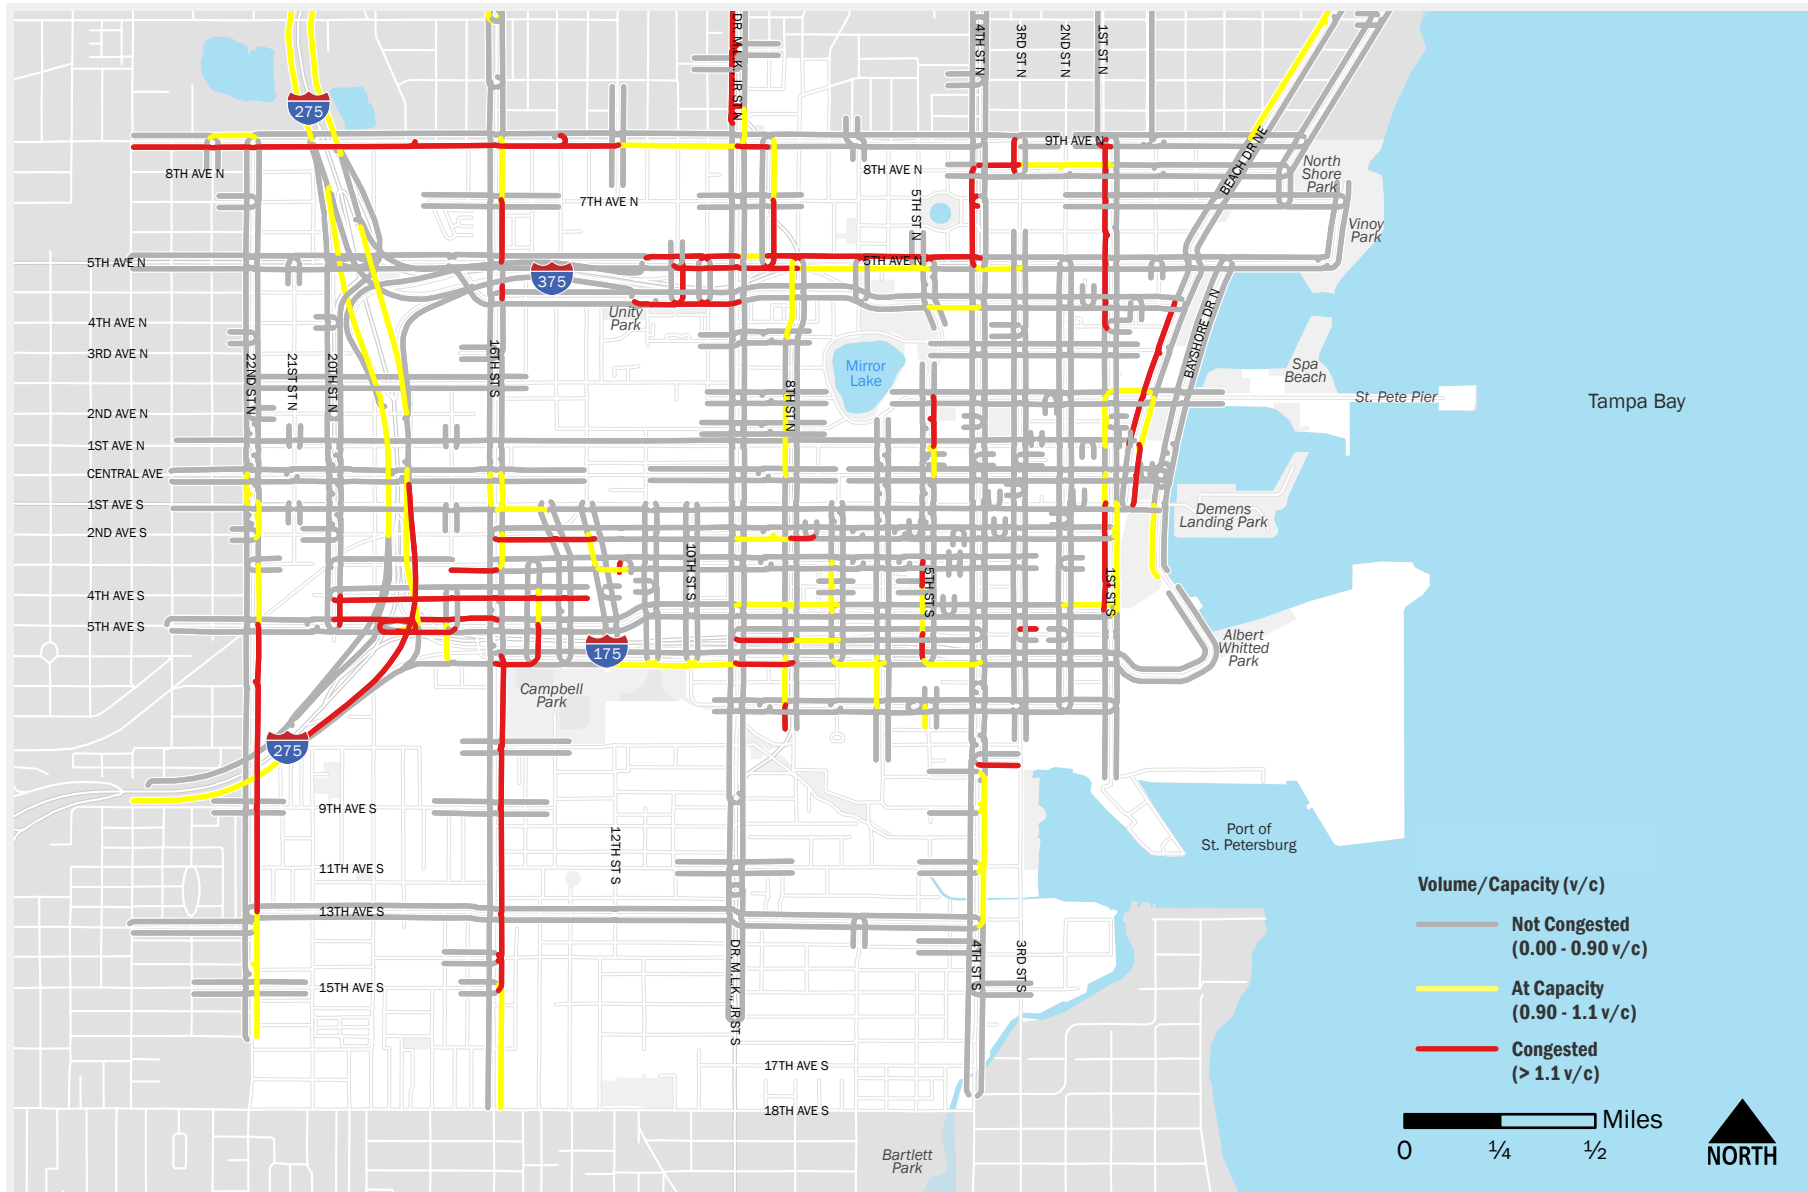 DR. M.L.K. JR ST N
4TH ST N
3RD ST N
2ND ST N
1ST ST N
275
9TH AVE N
BEACH DR NE
8TH AVE N
8TH AVE N
North
Shore
Park
7TH AVE N
5TH ST N
Vinoy
Park
5TH AVE N
5TH AVE N
375
Unity
Park
BAYSHORE DR N
4TH AVE N
3RD AVE N
22ND ST N
21ST ST N
20TH ST N
16TH ST S
Mirror
Lake
8TH ST N
Spa
Beach
St. Pete Pier
Tampa Bay
2ND AVE N
1ST AVE N
CENTRAL AVE
1ST AVE S
2ND AVE S
Demens
Landing Park
10TH ST S
5TH ST S
1ST ST S
4TH AVE S
5TH AVE S
175
Albert
Whitted
Park
Campbell
Park
275
9TH AVE S
12TH ST S
Port of
St. Petersburg
11TH AVE S
13TH AVE S
DR. M.L.K. JR ST S
4TH ST S
3RD ST S
15TH AVE S
17TH AVE S
18TH AVE S
Bartlett
Park
Volume/Capacity (v/c)
Not Congested
(0.00 - 0.90 v/c)
At Capacity
(0.90 - 1.1 v/c)
Congested
(> 1.1 v/c)
Miles
0 ¼ ½
NORTH